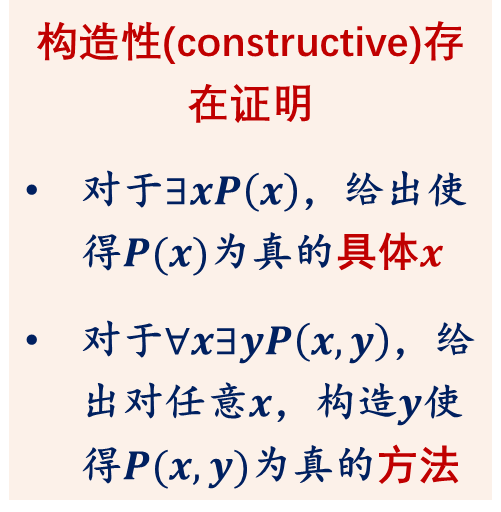 构造性(constructive)存
在证明
• 对于∃xP(x)，给出使
得P(x)为真的具体x
• 对于∀x∃yP(x,y)，给
出对任意x，构造y使
得P(x,y)为真的方法